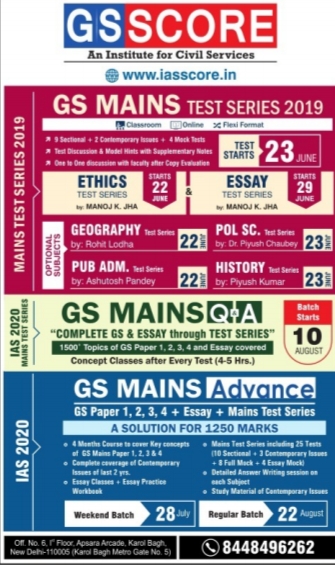 GS SCORE
An Institute for Civil Services
www.iasscore.in
MAINS TEST SERIES 2019
GS MAINS TEST SERIES 2019
Classroom Online Flexi Format
9 Sectional + 2 Contemporary Issues + 4 Mock Tests
Test Discussion & Model Hints with Supplementary Notes
One to One discussion with faculty after Copy Evaluation
TEST STARTS 23 JUNE
ETHICS
TEST SERIES
by: MANOJ K. JHA
STARTS
22
JUNE
&
ESSAY
TEST SERIES
by: MANOJ K. JHA
STARTS
29
JUNE
OPTIONAL SUBJECTS
GEOGRAPHY Test Series
by: Rohit Lodha
22 JUNE
POL SC. Test Series
by: Dr. Piyush Chaubey
23 JUNE
PUB ADM. Test Series
by: Ashutosh Pandey
22 JUNE
HISTORY Test Series
by: Piyush Kumar
23 JUNE
IAS 2020
MAINS TEST SERIES
GS MAINS Q&A
"COMPLETE GS & ESSAY through TEST SERIES"
1500+ Topics of GS Paper 1, 2, 3, 4 and Essay covered
Concept Classes after Every Test (4-5 Hrs.)
Batch
Starts
10
AUGUST
IAS 2020
GS MAINS Advance
GS Paper 1, 2, 3, 4 + Essay + Mains Test Series
A SOLUTION FOR 1250 MARKS
4 Months Course to cover Key concepts
of GS Mains Paper 1, 2, 3 & 4
Complete coverage of Contemporary
Issues of last 2 yrs.
Essay Classes + Essay Practice
Workbook
Mains Test Series including 25 Tests
(10 Sectional + 3 Contemporary Issues
+ 8 Full Mock + 4 Essay Mock)
Detailed Answer Writing session on
each Subject
Study Material of Contemporary Issues
Weekend Batch 28 July
Regular Batch 22 August
Off. No. 6, Ist Floor, Apsara Arcade, Karol Bagh,
New Delhi-110005 (Karol Bagh Metro Gate No. 5)
8448496262